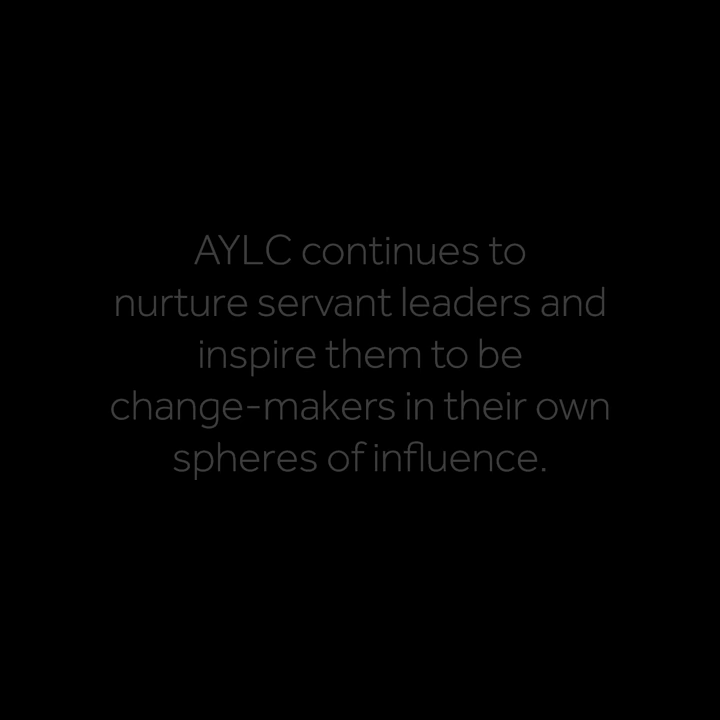 AYLC continues to
nurture servant leaders and
inspire them to be
change-makers in their own
spheres of influence.